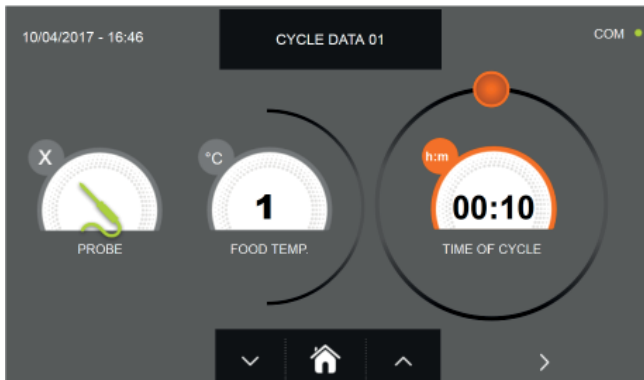 10/04/2017 - 16:46
CYCLE DATA 01
COM
X
°C
h:m
1
00:10
PROBE
FOOD TEMP.
TIME OF CYCLE